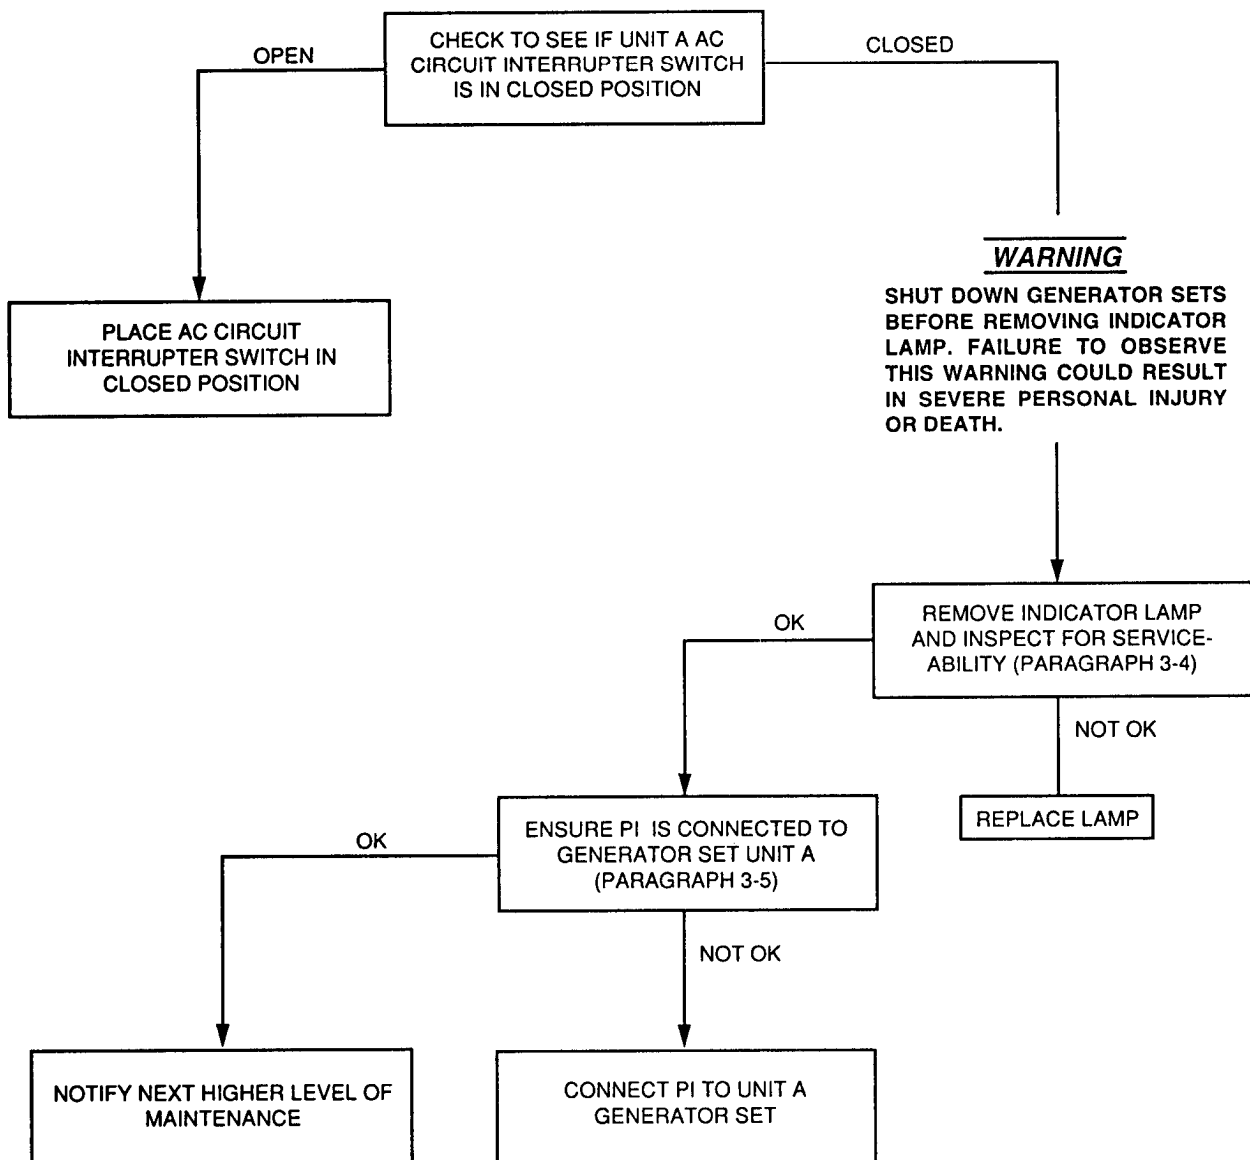 CHECK TO SEE IF UNIT A AC
CIRCUIT INTERRUPTER SWITCH
IS IN CLOSED POSITION
OPEN
CLOSED
PLACE AC CIRCUIT
INTERRUPTER SWITCH IN
CLOSED POSITION
WARNING
SHUT DOWN GENERATOR SETS
BEFORE REMOVING INDICATOR
LAMP. FAILURE TO OBSERVE
THIS WARNING COULD RESULT
IN SEVERE PERSONAL INJURY
OR DEATH.
REMOVE INDICATOR LAMP
AND INSPECT FOR SERVICE-
ABILITY (PARAGRAPH 3-4)
OK
NOT OK
REPLACE LAMP
ENSURE PI IS CONNECTED TO
GENERATOR SET UNIT A
(PARAGRAPH 3-5)
OK
NOT OK
NOTIFY NEXT HIGHER LEVEL OF
MAINTENANCE
CONNECT PI TO UNIT A
GENERATOR SET